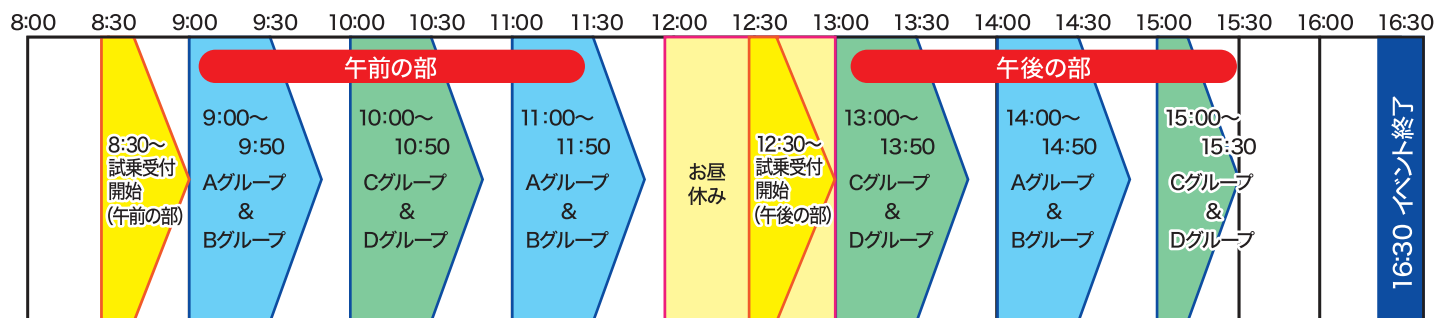 8:00 8:30 9:00 9:30 10:00 10:30 11:00 11:30 12:00 12:30 13:00 13:30 14:00 14:30 15:00 15:30 16:00 16:30
午前の部
午後の部
8:30〜
試乗受付
開始
(午前の部)
9:00〜
9:50
Aグループ
&
Bグループ
10:00〜
10:50
Cグループ
&
Dグループ
11:00〜
11:50
Aグループ
&
Bグループ
お昼
休み
12:30〜
試乗受付
開始
(午後の部)
13:00〜
13:50
Cグループ
&
Dグループ
14:00〜
14:50
Aグループ
&
Bグループ
15:00〜
15:30
Cグループ
&
Dグループ
16:30 イベント終了